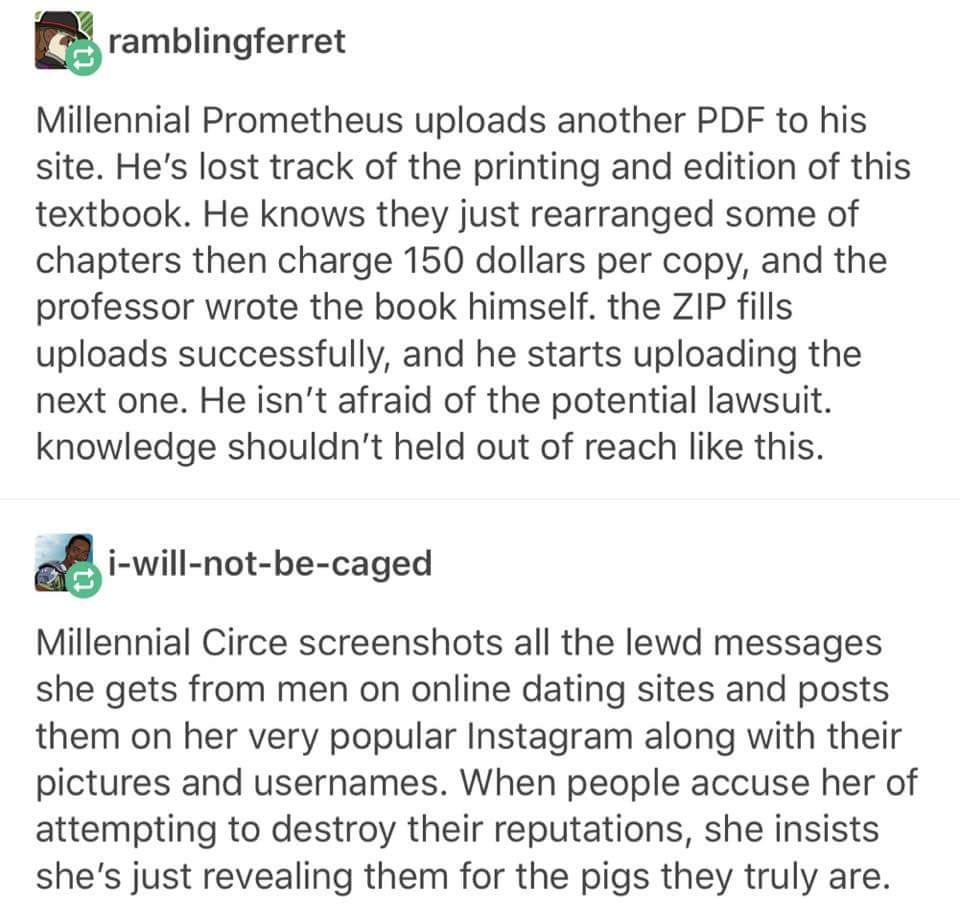 ramblingferret
Millennial Prometheus uploads another PDF to his
site. He’s lost track of the printing and edition of this
textbook. He knows they just rearranged some of
chapters then charge 150 dollars per copy, and the
professor wrote the book himself. the ZIP fills
uploads successfully, and he starts uploading the
next one. He isn’t afraid of the potential lawsuit.
knowledge shouldn’t held out of reach like this.
i-will-not-be-caged
Millennial Circe screenshots all the lewd messages
she gets from men on online dating sites and posts
them on her very popular Instagram along with their
pictures and usernames. When people accuse her of
attempting to destroy their reputations, she insists
she’s just revealing them for the pigs they truly are.